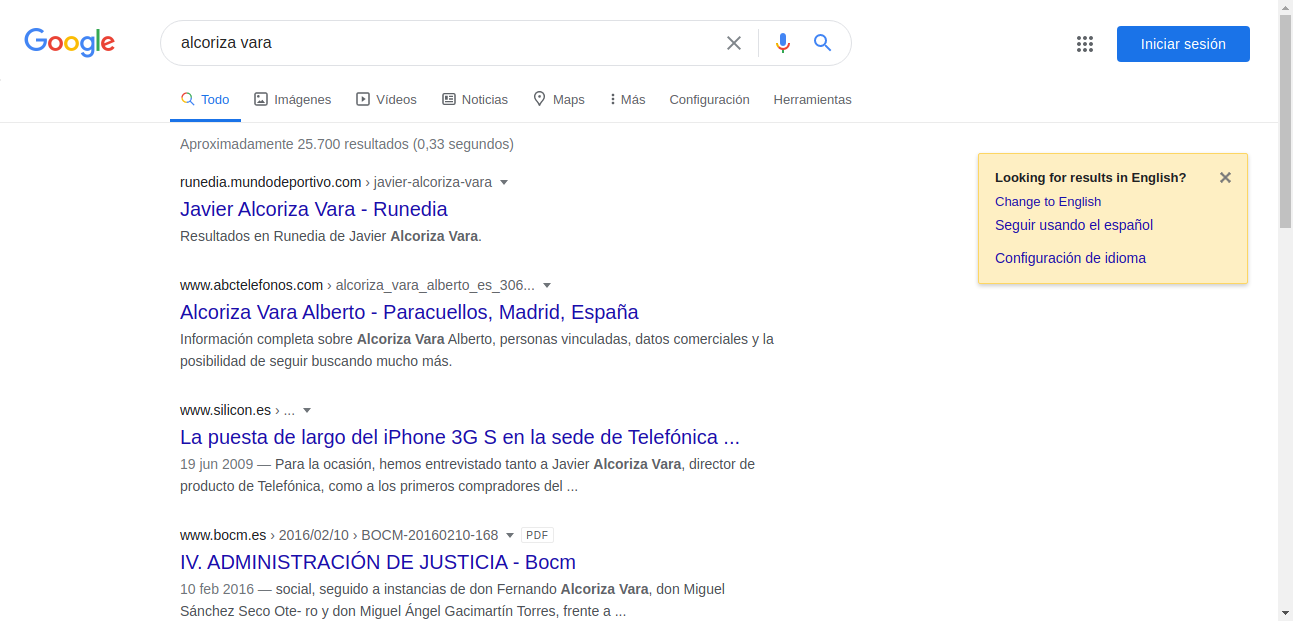 Google
alcoriza vara
Iniciar sesión
Todo
Imágenes
Vídeos
Noticias
Maps
Más
Configuración
Herramientas
Aproximadamente 25.700 resultados (0,33 segundos)
runedia.mundodeportivo.com › javier-alcoriza-vara
Javier Alcoriza Vara - Runedia
Resultados en Runedia de Javier Alcoriza Vara.
www.abctelefonos.com › alcoriza_vara_alberto_es_306...
Alcoriza Vara Alberto - Paracuellos, Madrid, España
Información completa sobre Alcoriza Vara Alberto, personas vinculadas, datos comerciales y la
posibilidad de seguir buscando mucho más.
www.silicon.es › ...
La puesta de largo del iPhone 3G S en la sede de Telefónica ...
19 jun 2009 — Para la ocasión, hemos entrevistado tanto a Javier Alcoriza Vara, director de
producto de Telefónica, como a los primeros compradores del ...
www.bocm.es › 2016/02/10 › BOCM-20160210-168 PDF
IV. ADMINISTRACIÓN DE JUSTICIA - Bocm
10 feb 2016 — social, seguido a instancias de don Fernando Alcoriza Vara, don Miguel
Sánchez Seco Ote- ro y don Miguel Ángel Gacimartín Torres, frente a ...
Looking for results in English?
Change to English
Seguir usando el español
Configuración de idioma